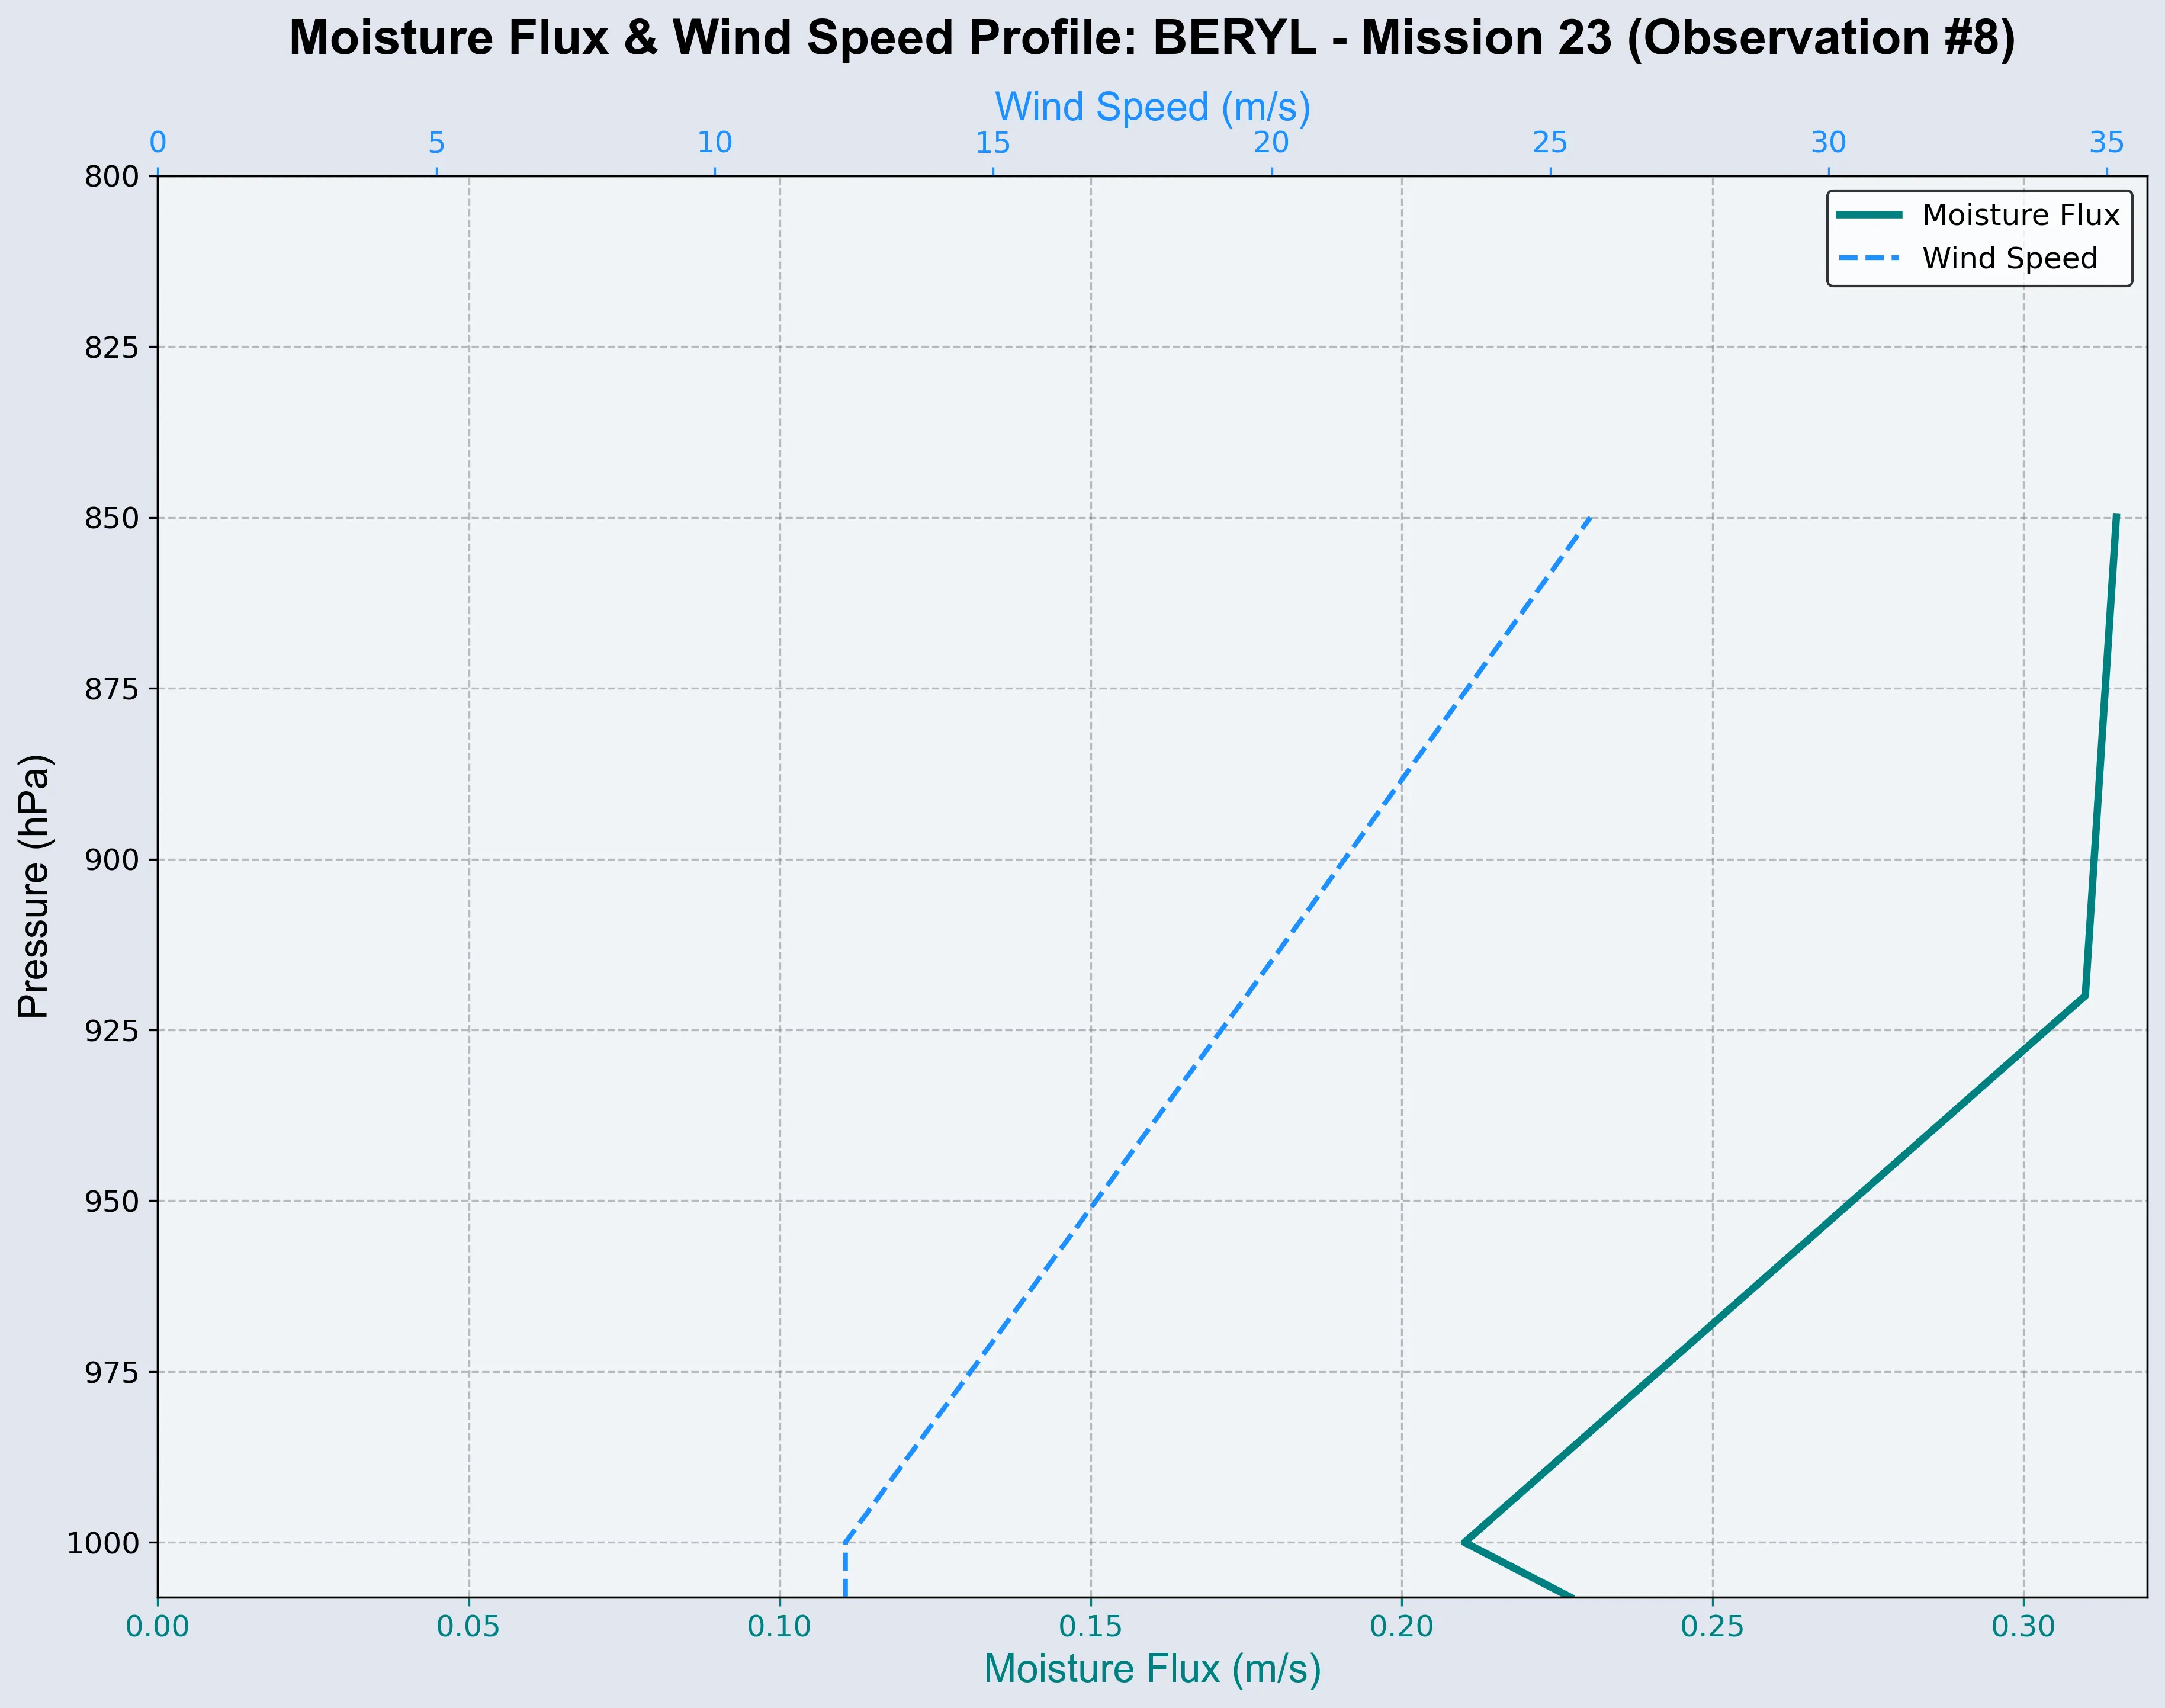 Moisture Flux & Wind Speed Profile: BERYL - Mission 23 (Observation #8)
Wind Speed (m/s)
0 5 10 15 20 25 30 35
Moisture Flux
Wind Speed
800
825
850
875
900
925
950
975
1000
Pressure (hPa)
0.00 0.05 0.10 0.15 0.20 0.25 0.30
Moisture Flux (m/s)